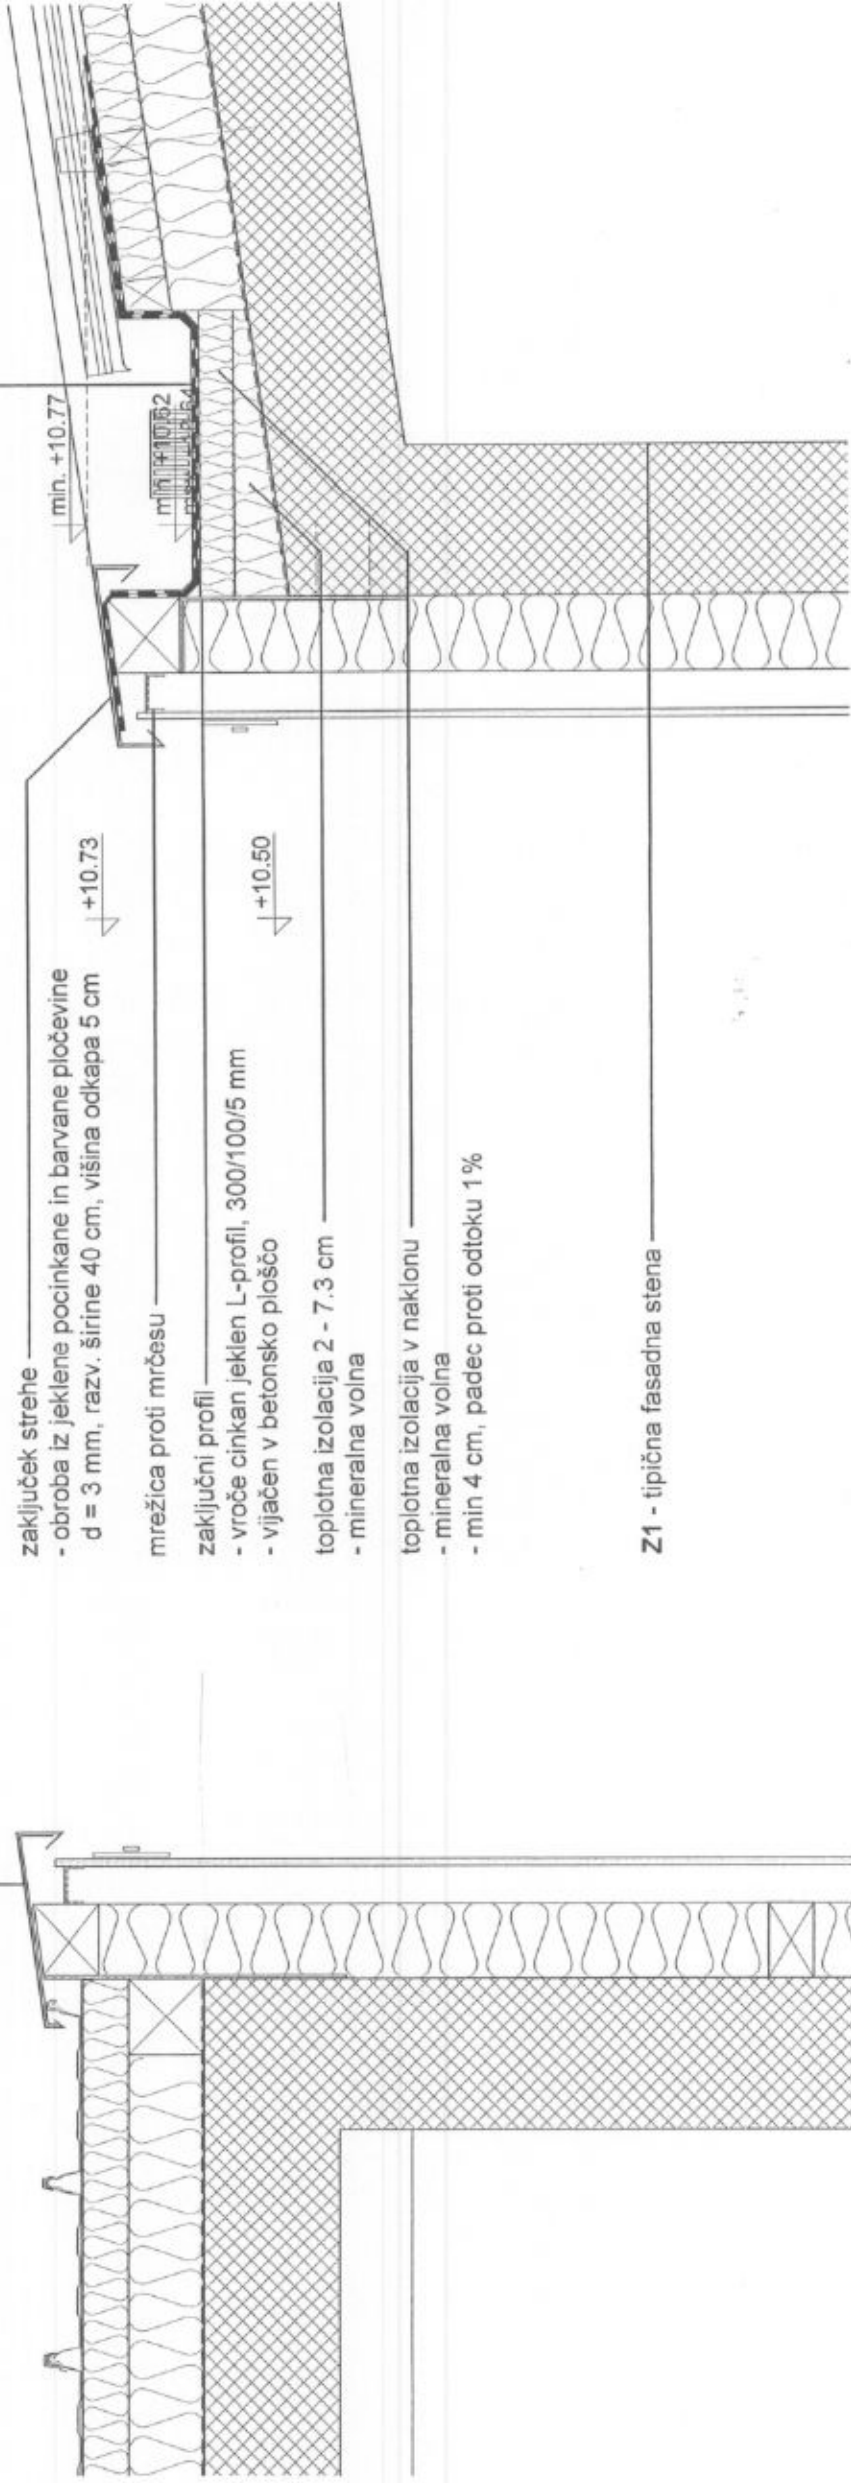 zaključek strehe
- obroba iz jeklene pocinkane in barvane pločevine
d = 3 mm, razv. širine 40 cm, višina odkapa 5 cm
mrežica proti mrčesu
zaključni profil
- vroče cinkan jeklen L-profil, 300/100/5 mm
- vijačen v betonsko ploščo
toplotna izolacija 2 - 7.3 cm
- mineralna volna
toplotna izolacija v naklonu
- mineralna volna
- min 4 cm, padec proti odtoku 1%
Z1 - tipična fasadna stena
+10.73
+10.50
min. +10.77
min. +10.62